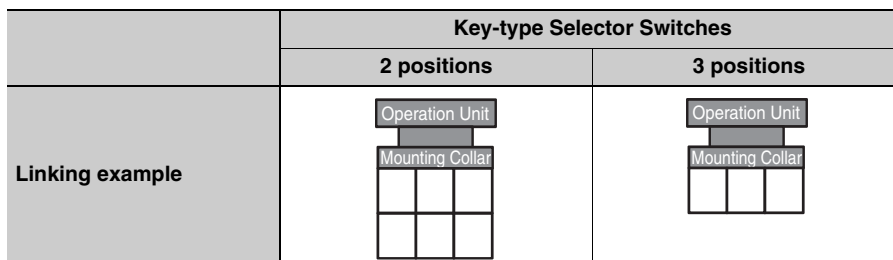 Key-type Selector Switches
2 positions
3 positions
Linking example
Operation Unit
Mounting Collar
Operation Unit
Mounting Collar